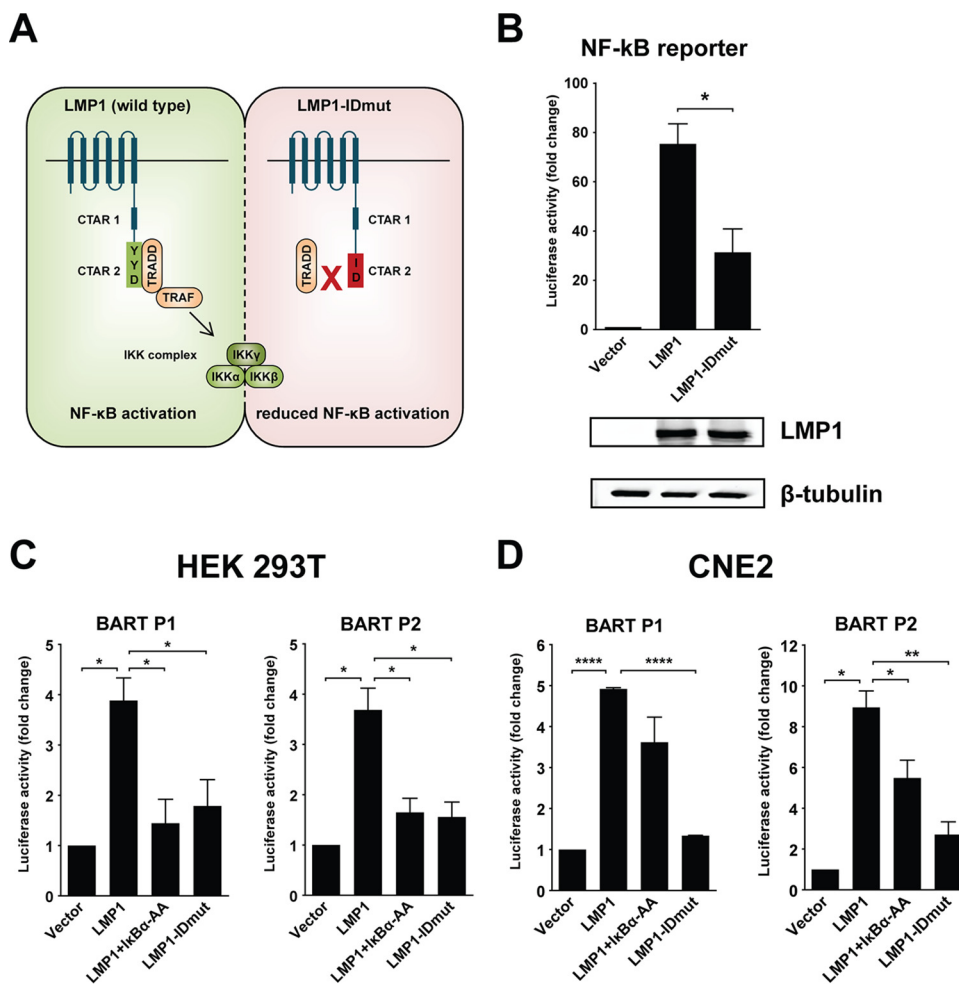 A
LMP1 (wild type)
LMP1-IDmut
CTAR 1
CTAR 1
CTAR 2
Y
Y
D
TRADD
TRAF
TRADD
X
I
D
CTAR 2
IKK complex
IKKγ
IKKα
IKKβ
NF-κB activation
reduced NF-κB activation
B
NF-kB reporter
Luciferase activity (fold change)
100
80
60
40
20
0
*
Vector
LMP1
LMP1-IDmut
LMP1
β-tubulin
C
HEK 293T
BART P1
Luciferase activity (fold change)
5
4
3
2
1
0
*
*
*
Vector
LMP1
LMP1+IκBα-AA
LMP1-IDmut
BART P2
Luciferase activity (fold change)
5
4
3
2
1
0
*
*
*
Vector
LMP1
LMP1+IκBα-AA
LMP1-IDmut
D
CNE2
BART P1
Luciferase activity (fold change)
6
5
4
3
2
1
0
****
****
Vector
LMP1
LMP1+IκBα-AA
LMP1-IDmut
BART P2
Luciferase activity (fold change)
12
10
8
6
4
2
0
**
*
*
Vector
LMP1
LMP1+IκBα-AA
LMP1-IDmut